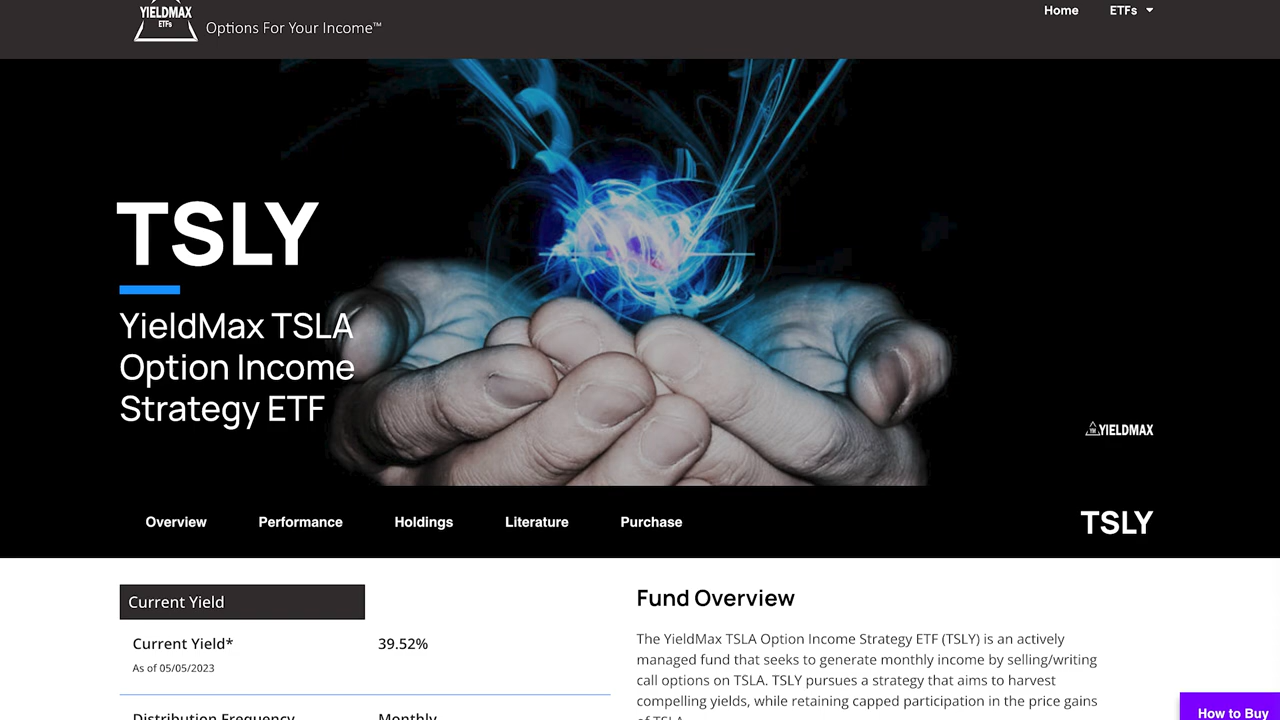 YIELDMAX
ETFs
Options For Your Income™
Home
ETFs
TSLY
YieldMax TSLA
Option Income
Strategy ETF
YIELDMAX
Overview
Performance
Holdings
Literature
Purchase
TSLY
Current Yield
Current Yield*
39.52%
As of 05/05/2023
Distribution Frequency
Monthly
Fund Overview
The YieldMax TSLA Option Income Strategy ETF (TSLY) is an actively
managed fund that seeks to generate monthly income by selling/writing
call options on TSLA. TSLY pursues a strategy that aims to harvest
compelling yields, while retaining capped participation in the price gains
of TSLA.
How to Buy